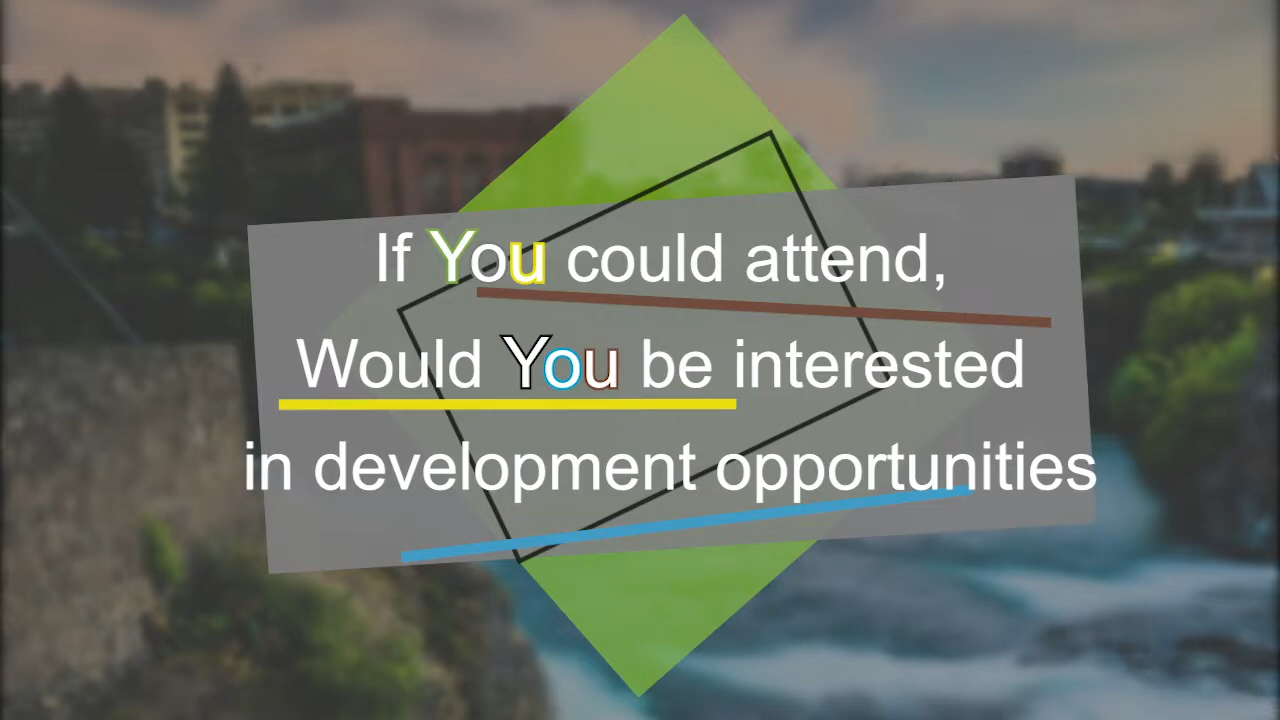 If You could attend,
Would You be interested
in development opportunities